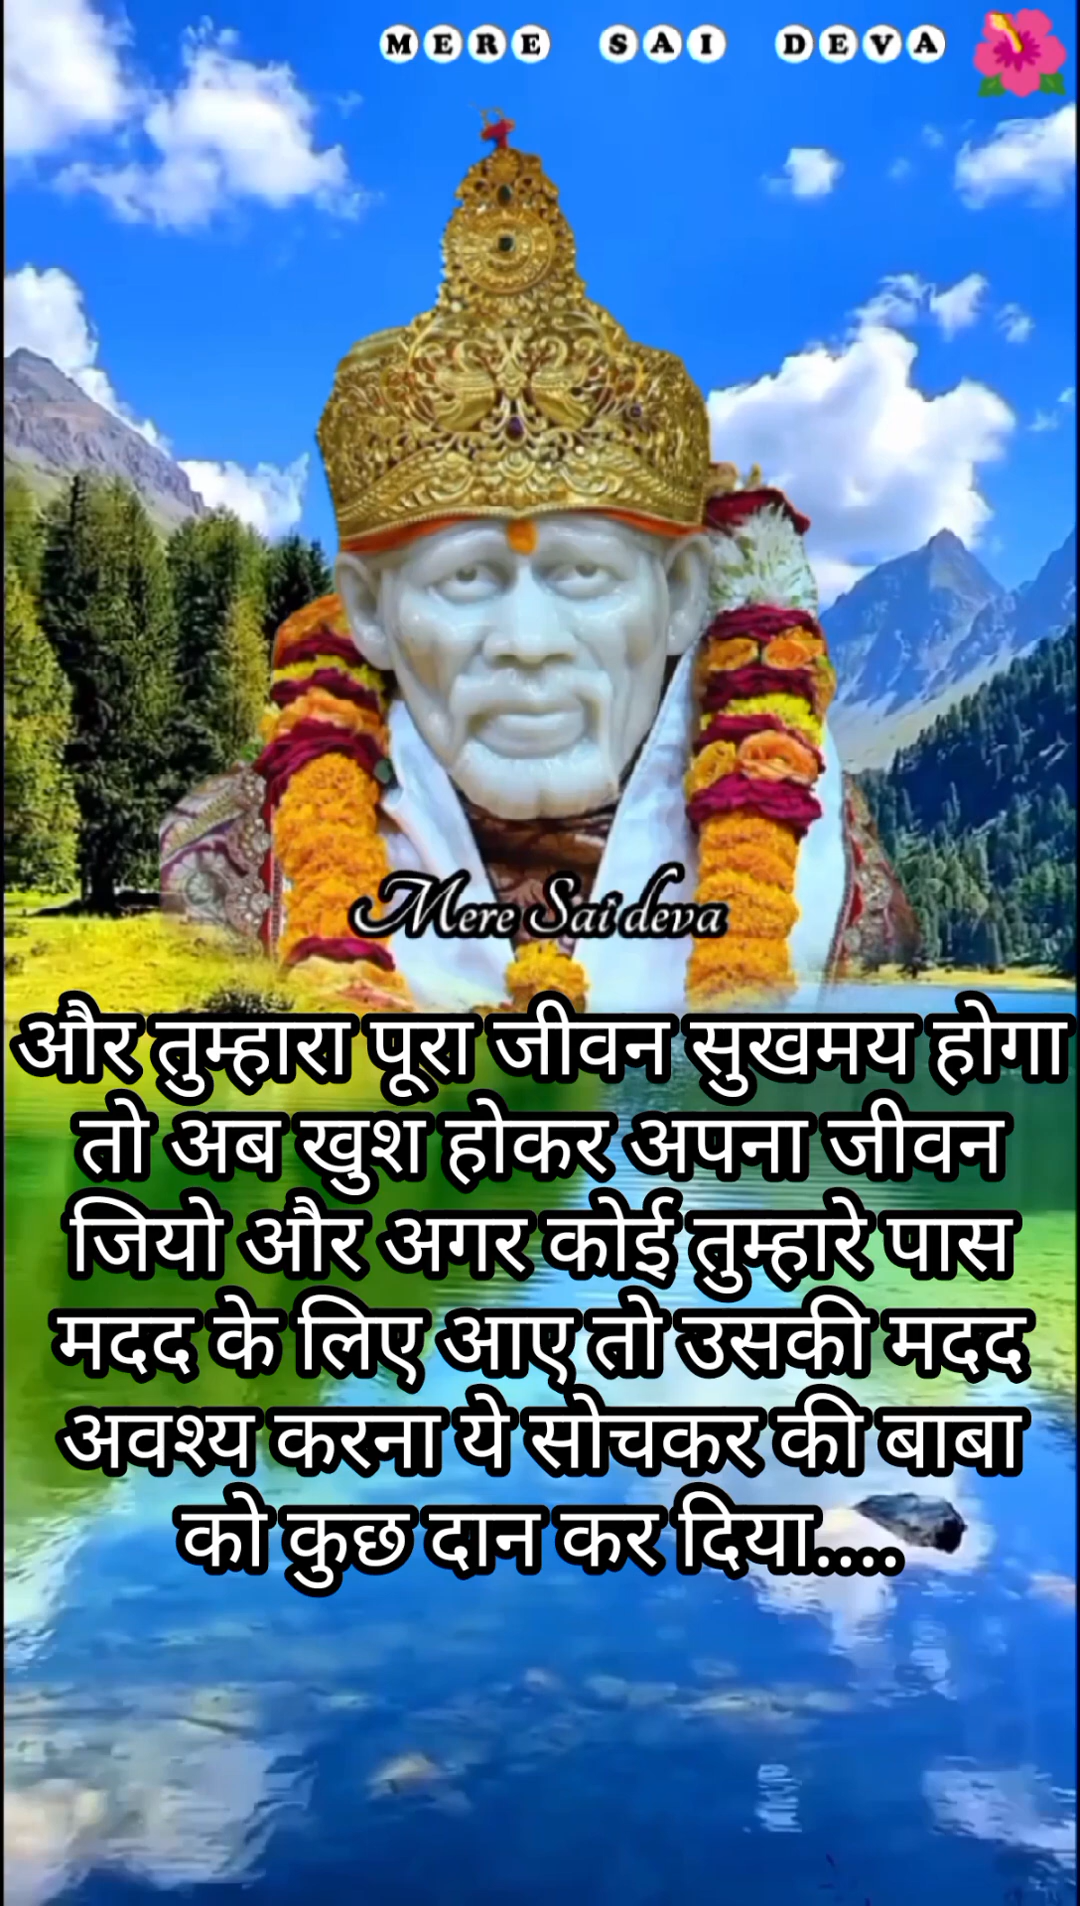 MERE SAI DEVA
Mere Sai deva
और तुम्हारा पूरा जीवन सुखमय होगा
तो अब खुश होकर अपना जीवन
जियो और अगर कोई तुम्हारे पास
मदद के लिए आए तो उसकी मदद
अवश्य करना ये सोचकर की बाबा
को कुछ दान कर दिया....